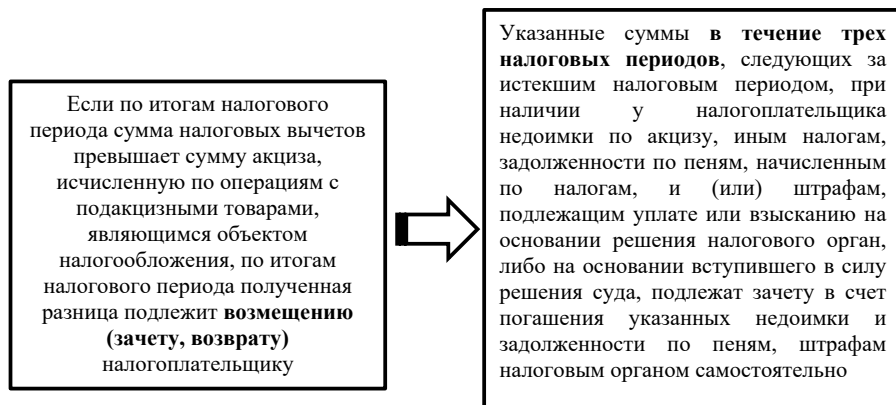 Если по итогам налогового
периода сумма налоговых вычетов
превышает сумму акциза,
исчисленную по операциям с
подакцизными товарами,
являющимся объектом
налогообложения, по итогам
налогового периода полученная
разница подлежит возмещению
(зачету, возврату)
налогоплательщику
Указанные суммы в течение трех
налоговых периодов, следующих за
истекшим налоговым периодом, при
наличии у налогоплательщика
недоимки по акцизу, иным налогам,
задолженности по пеням, начисленным
по налогам, и (или) штрафам,
подлежащим уплате или взысканию на
основании решения налогового орган,
либо на основании вступившего в силу
решения суда, подлежат зачету в счет
погашения указанных недоимки и
задолженности по пеням, штрафам
налоговым органом самостоятельно